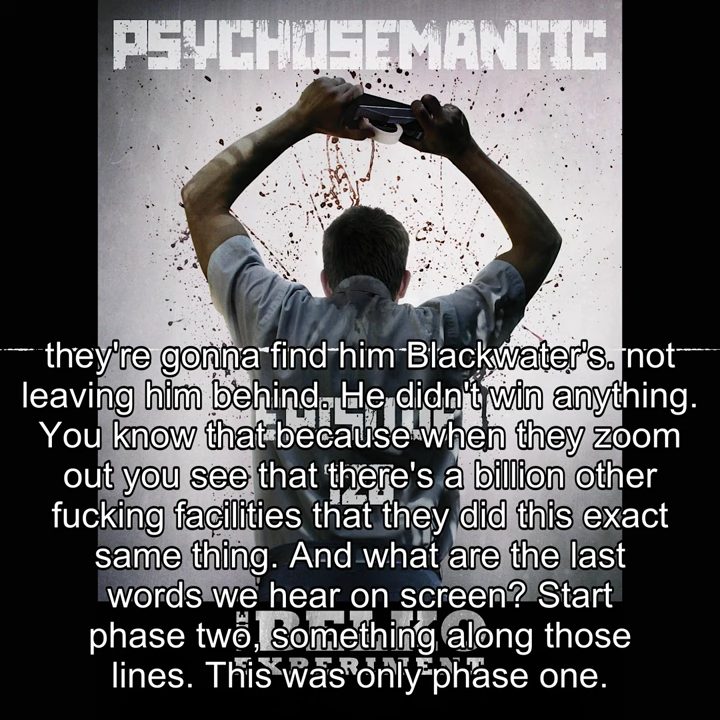 PSYCHOSEMANTIC
they're gonna find him Blackwater's. not
leaving him behind. He didn't win anything.
You know that because when they zoom
out you see that there's a billion other
fucking facilities that they did this exact
same thing. And what are the last
words we hear on screen? Start
phase two, something along those
lines. This was only phase one.
THE
BELKO
EXPERIMENT